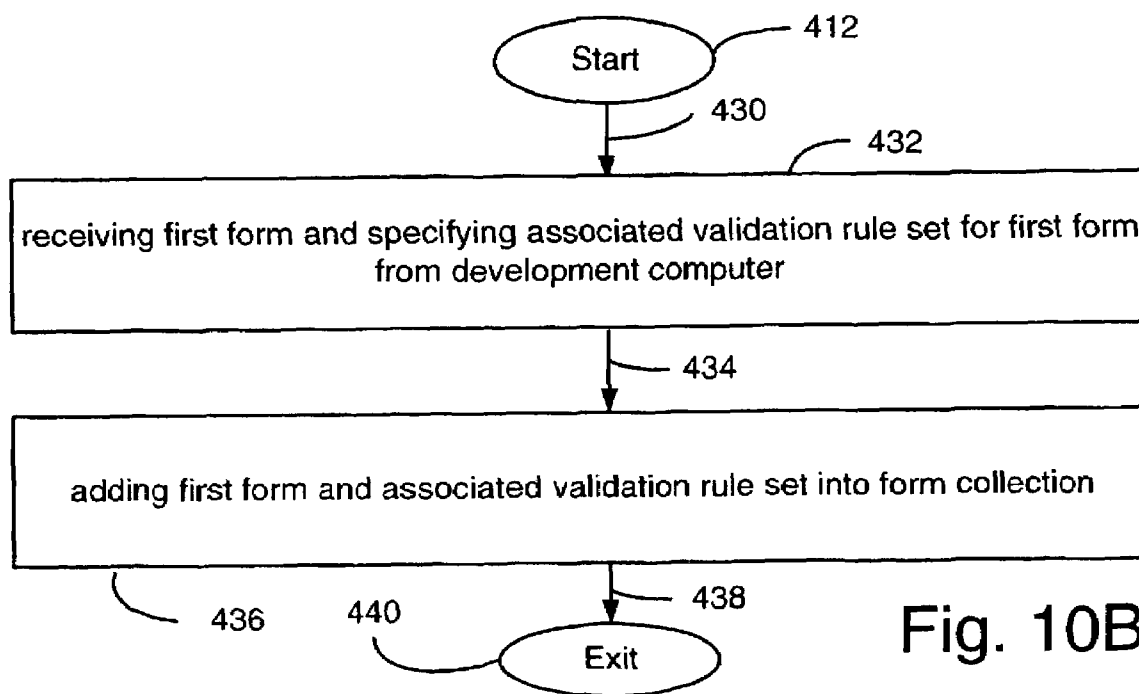 Start
412
430
432
receiving first form and specifying associated validation rule set for first form
from development computer
434
adding first form and associated validation rule set into form collection
436
440
438
Exit
Fig. 10B